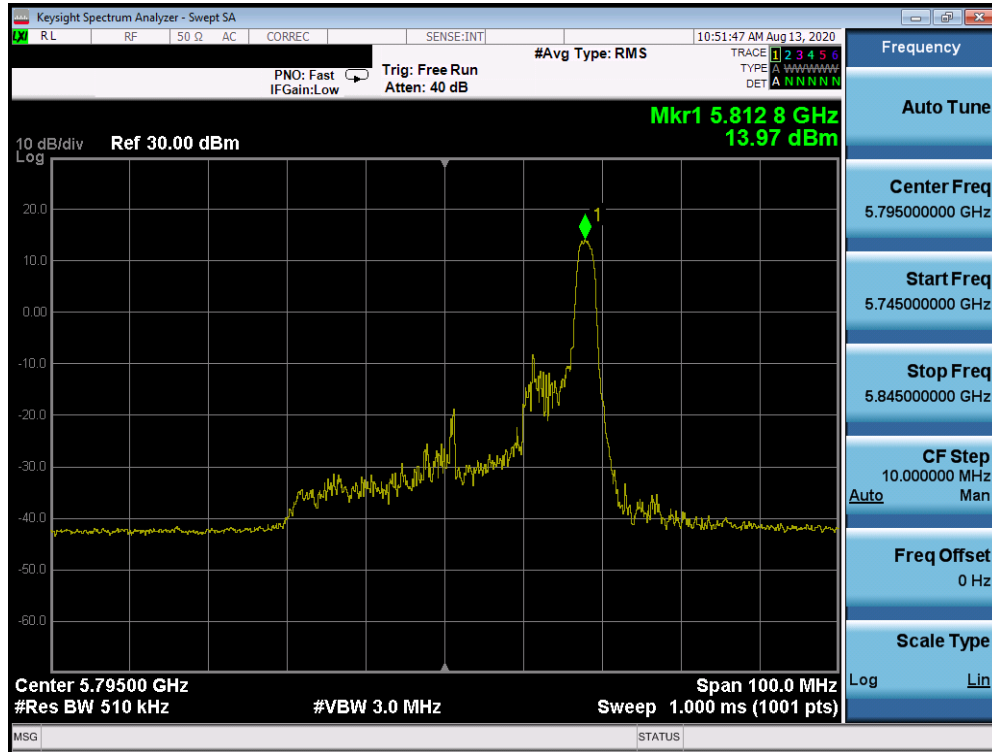 Keysight Spectrum Analyzer - Swept SA
LXI RL RF 50 Ω AC CORREC SENSE:INT 10:51:47 AM Aug 13, 2020
#Avg Type: RMS TRACE 1 2 3 4 5 6
PNO: Fast Trig: Free Run TYPE A WWWWW
IFGain:Low Atten: 40 dB DET A N N N N N
Mkr1 5.812 8 GHz
13.97 dBm
10 dB/div Ref 30.00 dBm
Log
20.0
1
10.0
0.00
-10.0
-20.0
-30.0
-40.0
-50.0
-60.0
Center 5.79500 GHz Span 100.0 MHz
#Res BW 510 kHz #VBW 3.0 MHz Sweep 1.000 ms (1001 pts)
MSG STATUS
Frequency
Auto Tune
Center Freq
5.795000000 GHz
Start Freq
5.745000000 GHz
Stop Freq
5.845000000 GHz
CF Step
10.000000 MHz
Auto Man
Freq Offset
0 Hz
Scale Type
Log Lin